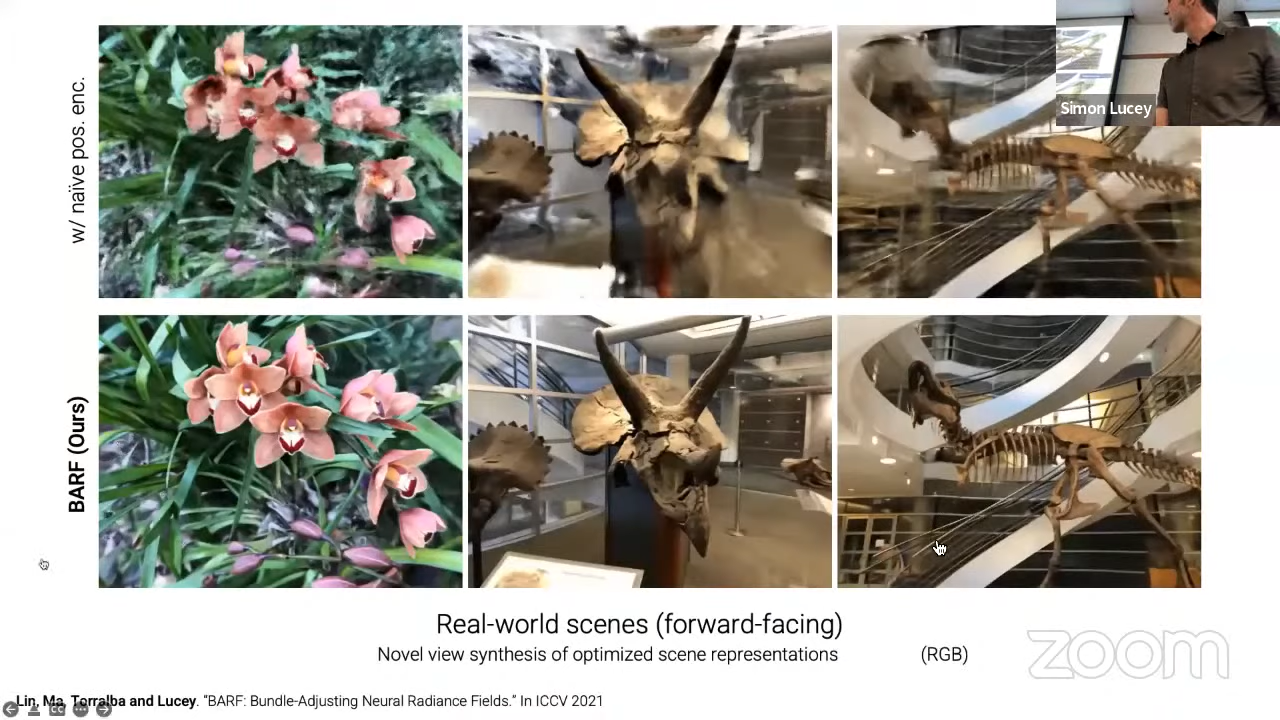 w/ naïve pos. enc.
Simon Lucey
BARF (Ours)
Real-world scenes (forward-facing)
Novel view synthesis of optimized scene representations (RGB)
zoom
Lin, Ma, Torralba and Lucey. “BARF: Bundle-Adjusting Neural Radiance Fields.” In ICCV 2021
CC